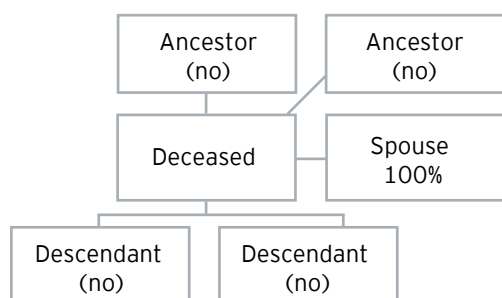 Ancestor
(no)
Ancestor
(no)
Deceased
Spouse
100%
Descendant
(no)
Descendant
(no)